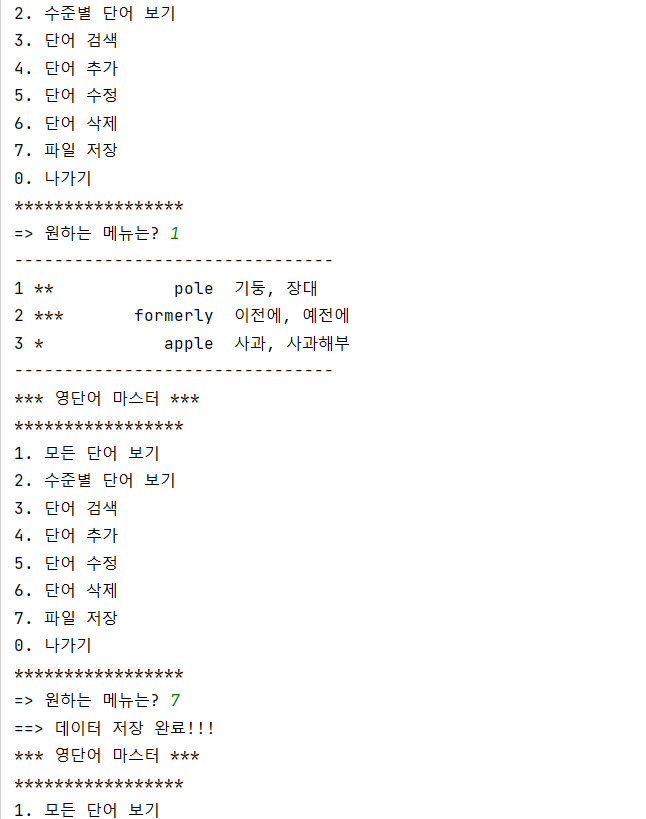 2. 수준별 단어 보기
3. 단어 검색
4. 단어 추가
5. 단어 수정
6. 단어 삭제
7. 파일 저장
0. 나가기
*****************
=> 원하는 메뉴는? 1
--------------------------------
1 **            pole  기둥, 장대
2 ***       formerly  이전에, 예전에
3 *            apple  사과, 사과해부
--------------------------------
*** 영단어 마스터 ***
*****************
1. 모든 단어 보기
2. 수준별 단어 보기
3. 단어 검색
4. 단어 추가
5. 단어 수정
6. 단어 삭제
7. 파일 저장
0. 나가기
*****************
=> 원하는 메뉴는? 7
==> 데이터 저장 완료!!!
*** 영단어 마스터 ***
*****************
1. 모든 단어 보기